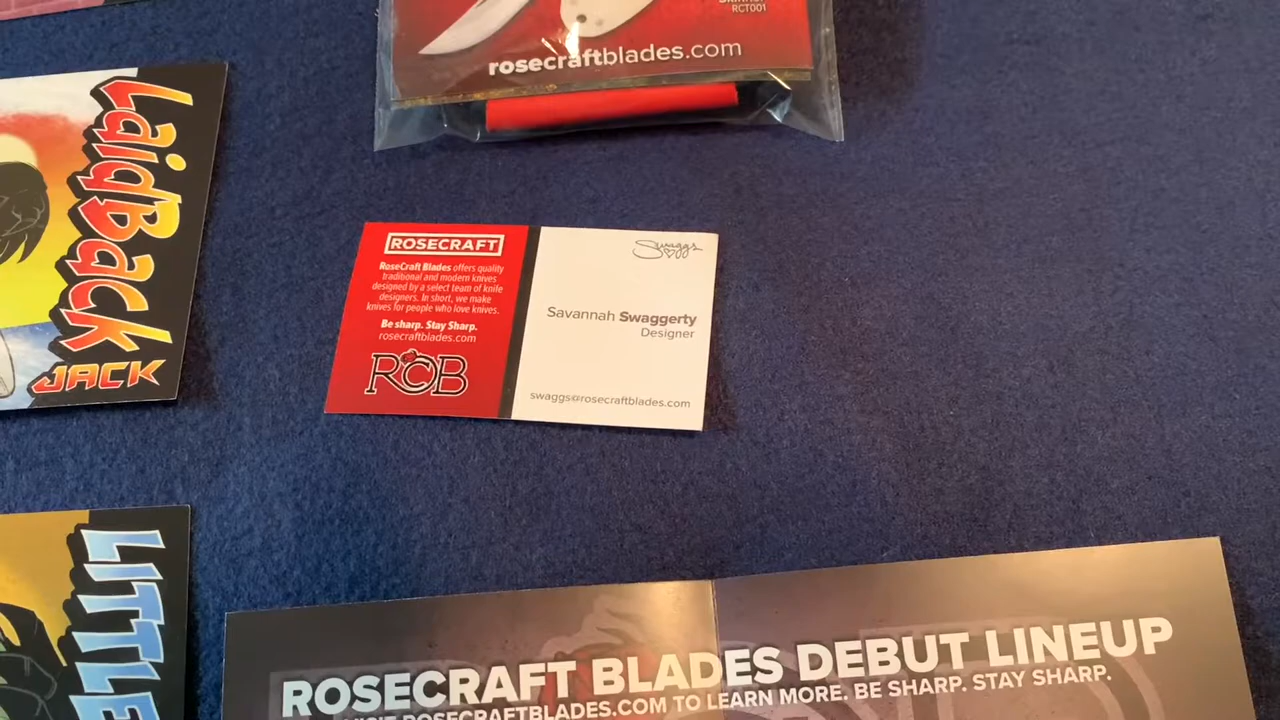 RCT001
rosecraftblades.com
LaidBack
JACK
ROSECRAFT
RoseCraft Blades offers quality
traditional and modern knives
designed by a select team of knife
designers. In short, we make
knives for people who love knives.
Be sharp. Stay Sharp.
rosecraftblades.com
RCB
Swaggs
Savannah Swaggerty
Designer
swaggs@rosecraftblades.com
LITTLE
ROSECRAFT BLADES DEBUT LINEUP
VISIT ROSECRAFTBLADES.COM TO LEARN MORE. BE SHARP. STAY SHARP.